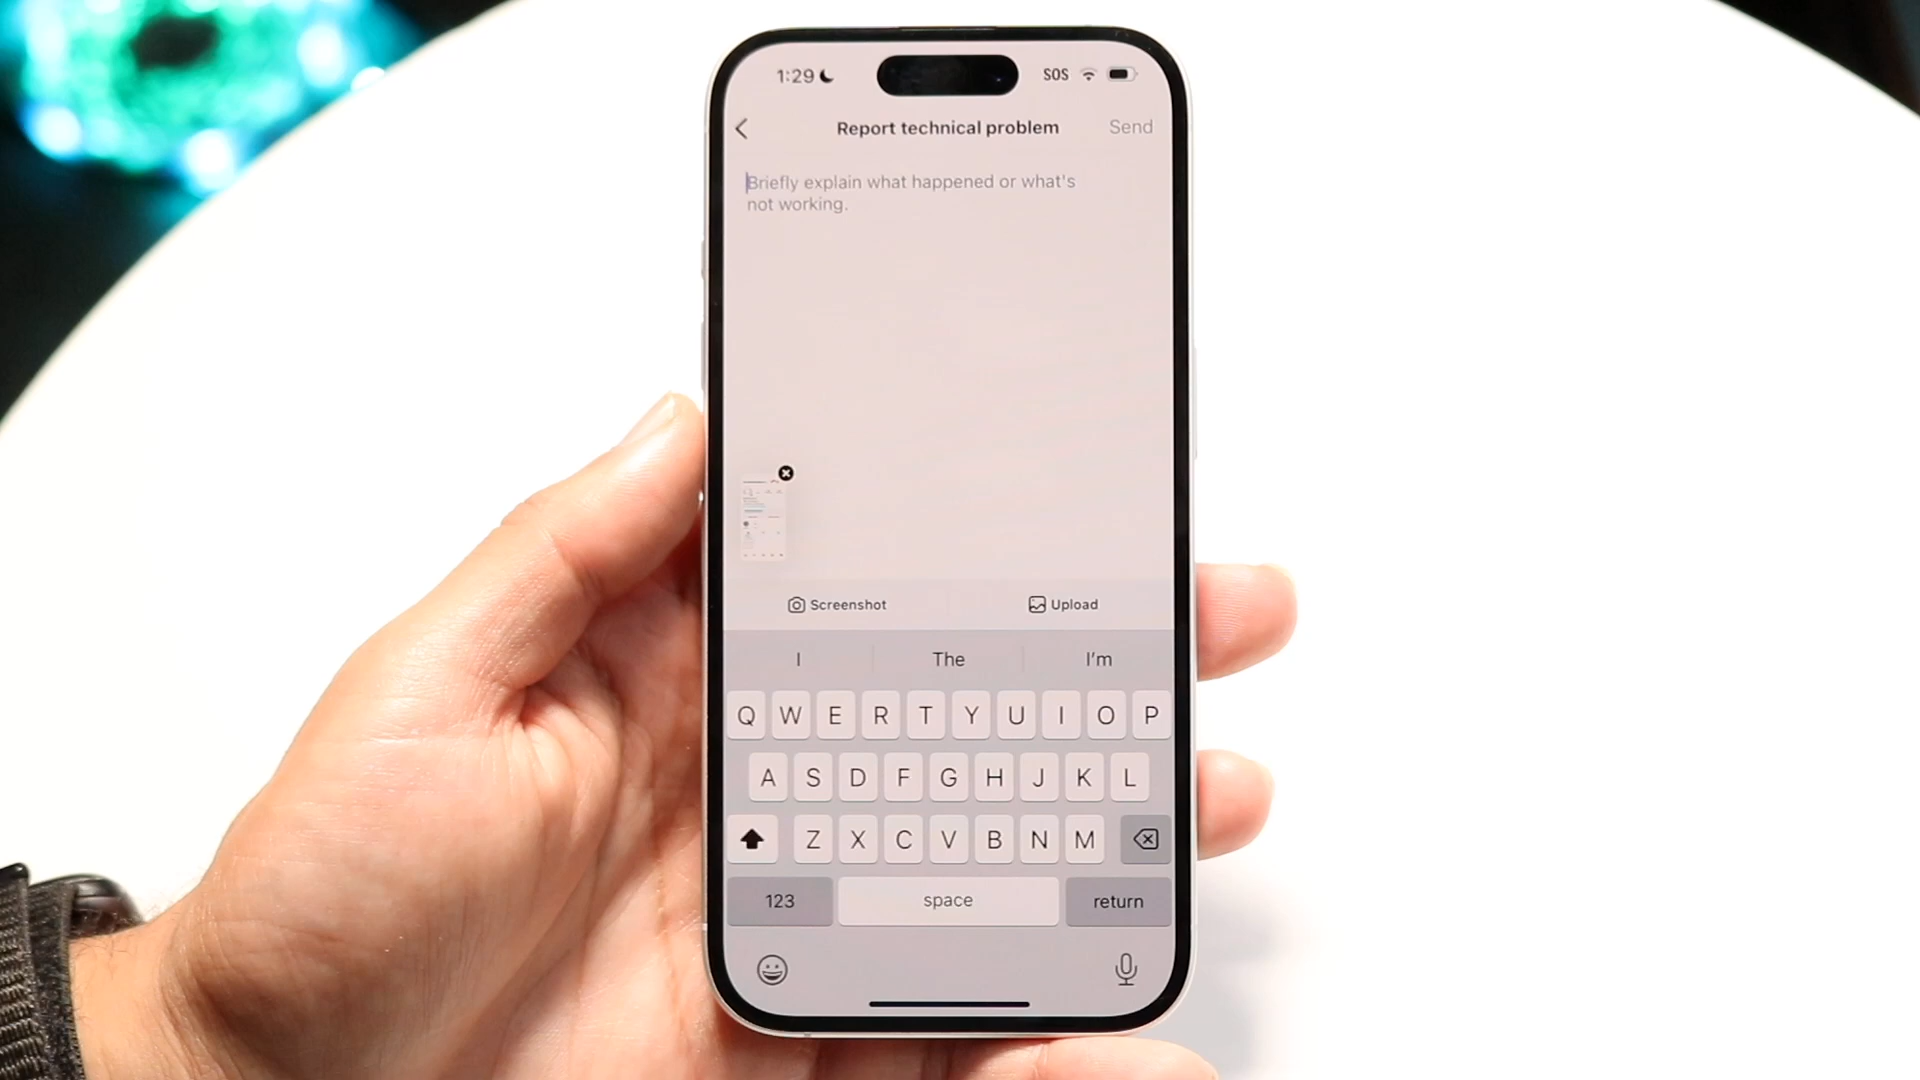 1:29 SOS
Report technical problem Send
Briefly explain what happened or what's
not working.
Screenshot Upload
I The I'm
Q W E R T Y U I O P
A S D F G H J K L
Z X C V B N M
123 space return